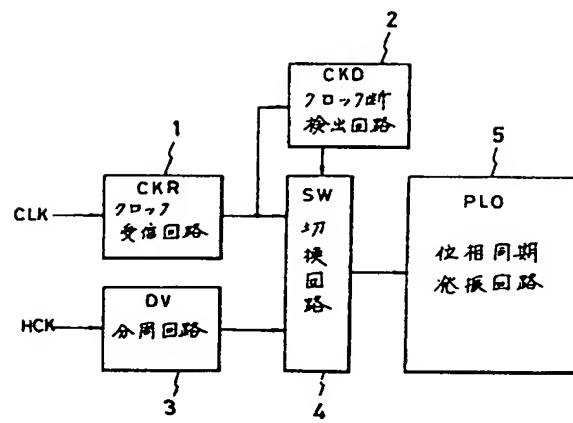 2
CKD
クロック断
検出回路
1
CKR
クロック
受信回路
CLK
SW
切換回路
5
PLO
位相同期
発振回路
HCK
DV
分周回路
3
4